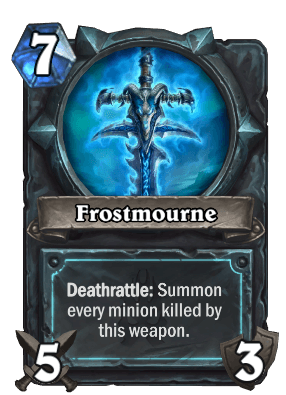 7
Frostmourne
Deathrattle: Summon
every minion killed by
this weapon.
5
3